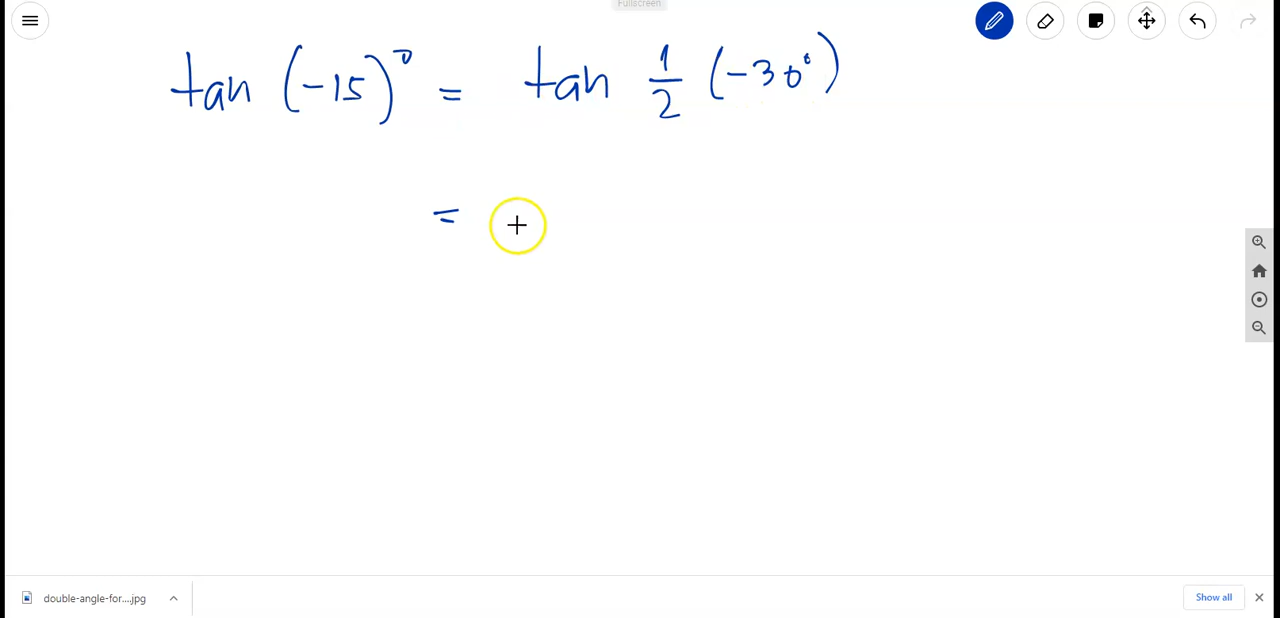 Fullscreen
tan (-15)° = tan 1/2 (-30°)
=
double-angle-for....jpg
Show all